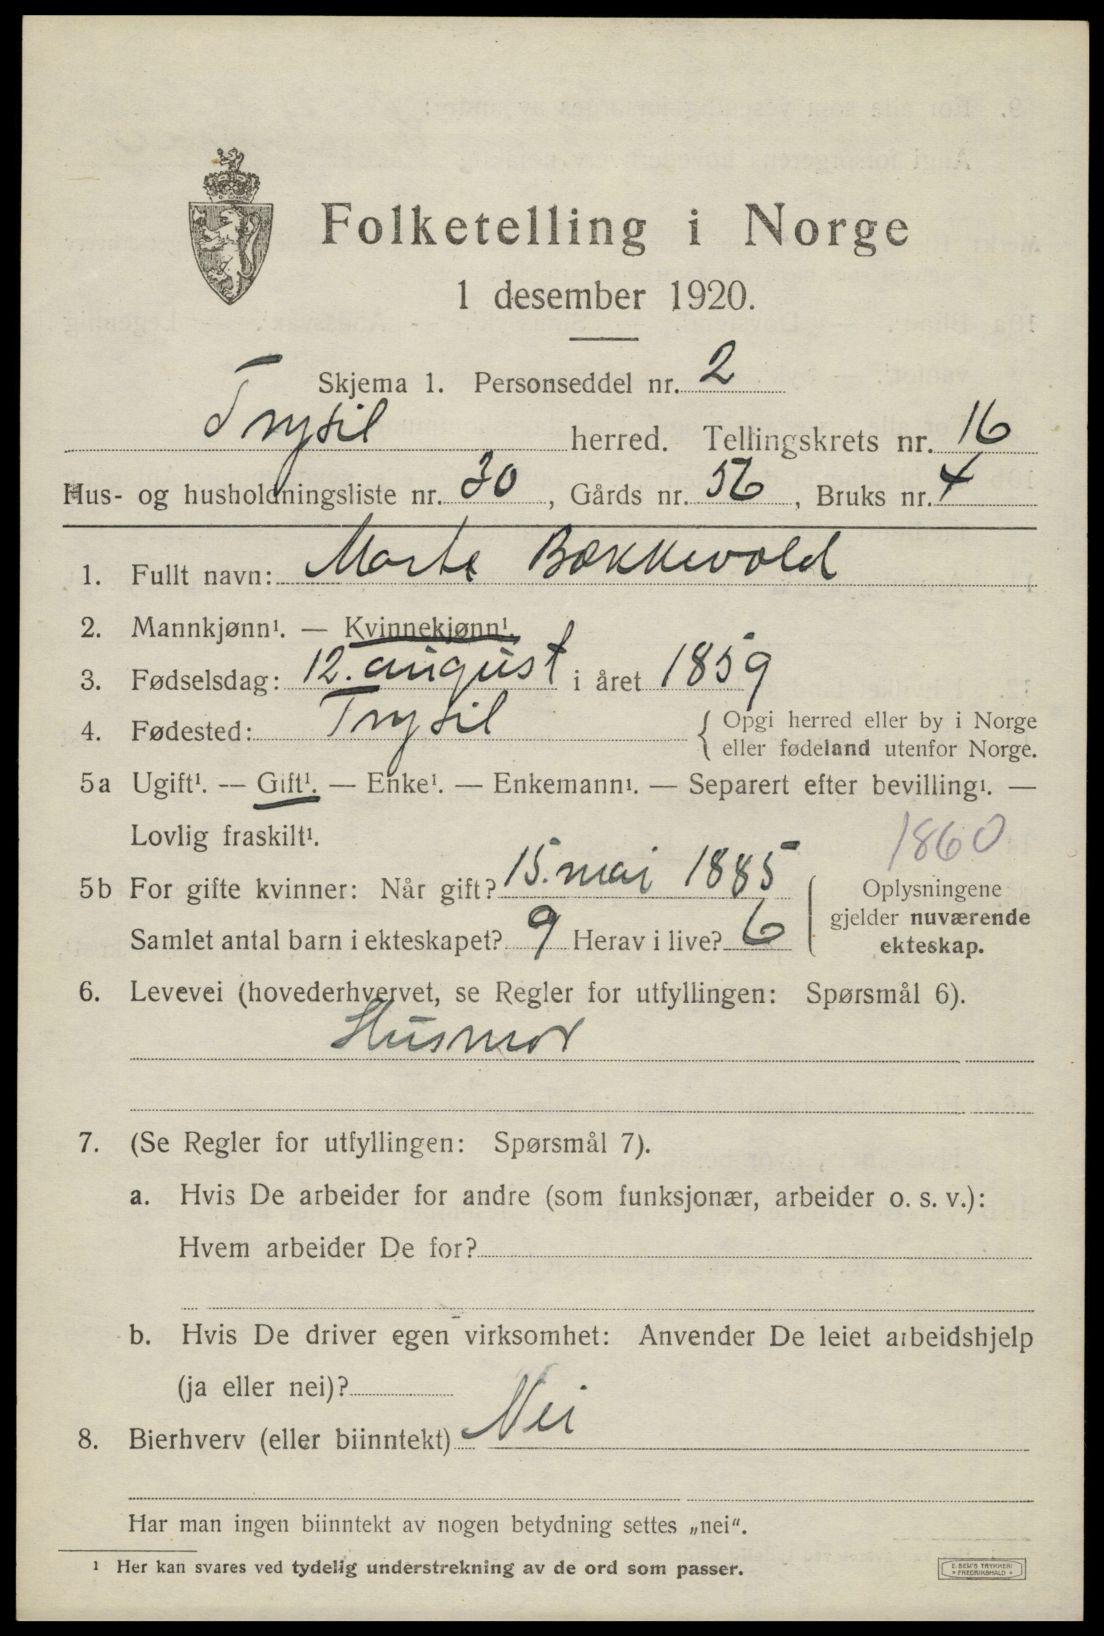 Folketelling i Norge
1 desember 1920.
Skjema 1. Personseddel nr. 2
Trysil herred. Tellingskrets nr. 16
Hus- og husholdningsliste nr. 30, Gårds nr. 56, Bruks nr. 4
1. Fullt navn: Marte Bækkevold
2. Mannkjønn¹. — Kvinnekjønn¹.
3. Fødselsdag: 12. august i året 1859
4. Fødested: Trysil { Opgi herred eller by i Norge
eller fødeland utenfor Norge.
5a Ugift¹. — Gift¹. — Enke¹. — Enkemann¹. — Separert efter bevilling¹. —
Lovlig fraskilt¹.
1860
5b For gifte kvinner: Når gift? 15. mai 1885
Samlet antal barn i ekteskapet? 9 Herav i live? 6
Oplysningene
gjelder nuværende
ekteskap.
6. Levevei (hovederhvervet, se Regler for utfyllingen: Spørsmål 6).
Husmor
7. (Se Regler for utfyllingen: Spørsmål 7).
a. Hvis De arbeider for andre (som funksjonær, arbeider o. s. v.):
Hvem arbeider De for?
b. Hvis De driver egen virksomhet: Anvender De leiet arbeidshjelp
(ja eller nei)?
8. Bierhverv (eller biinntekt) Nei
Har man ingen biinntekt av nogen betydning settes „nei“.
¹ Her kan svares ved tydelig understrekning av de ord som passer.
E. SEM'S TRYKKERI
• FREDRIKSHALD •